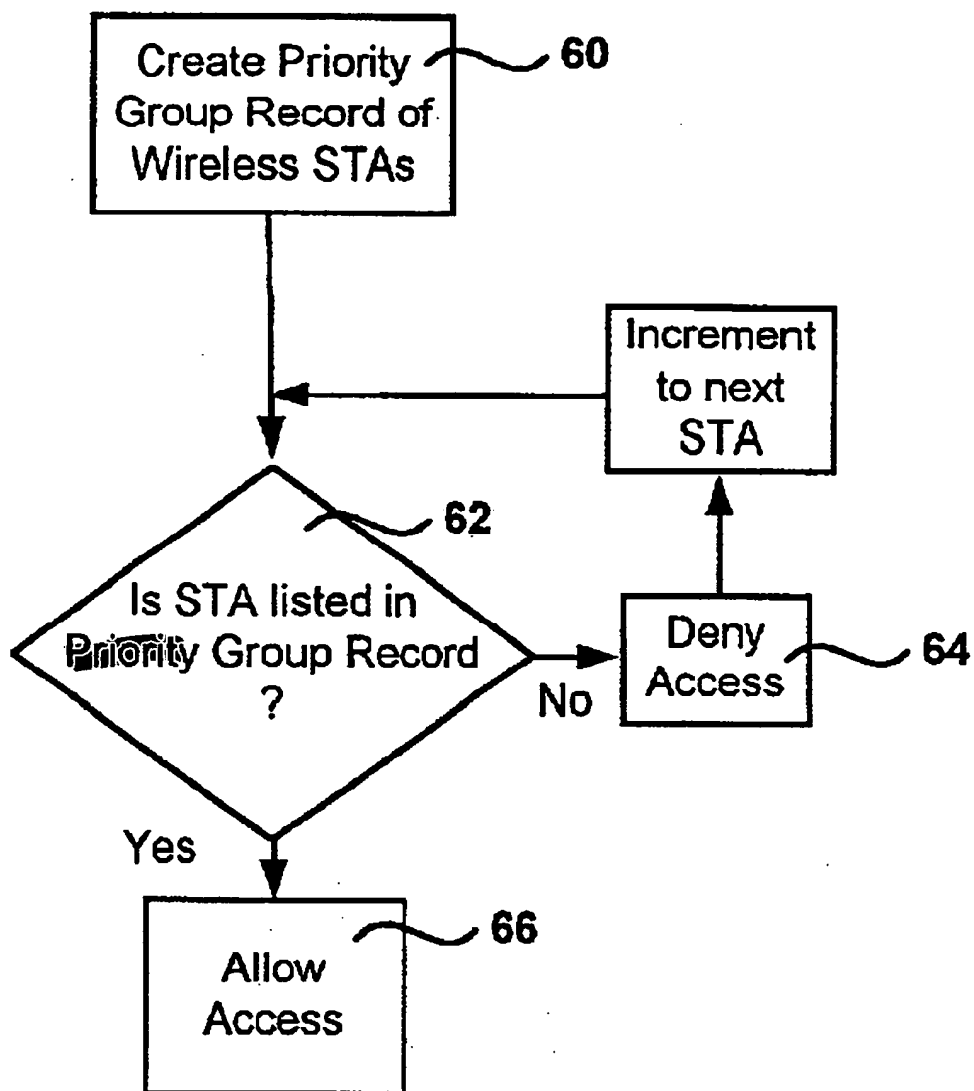 Create Priority
Group Record of
Wireless STAs
60
Increment
to next
STA
62
Is STA listed in
Priority Group Record
?
No
Deny
Access
64
Yes
66
Allow
Access